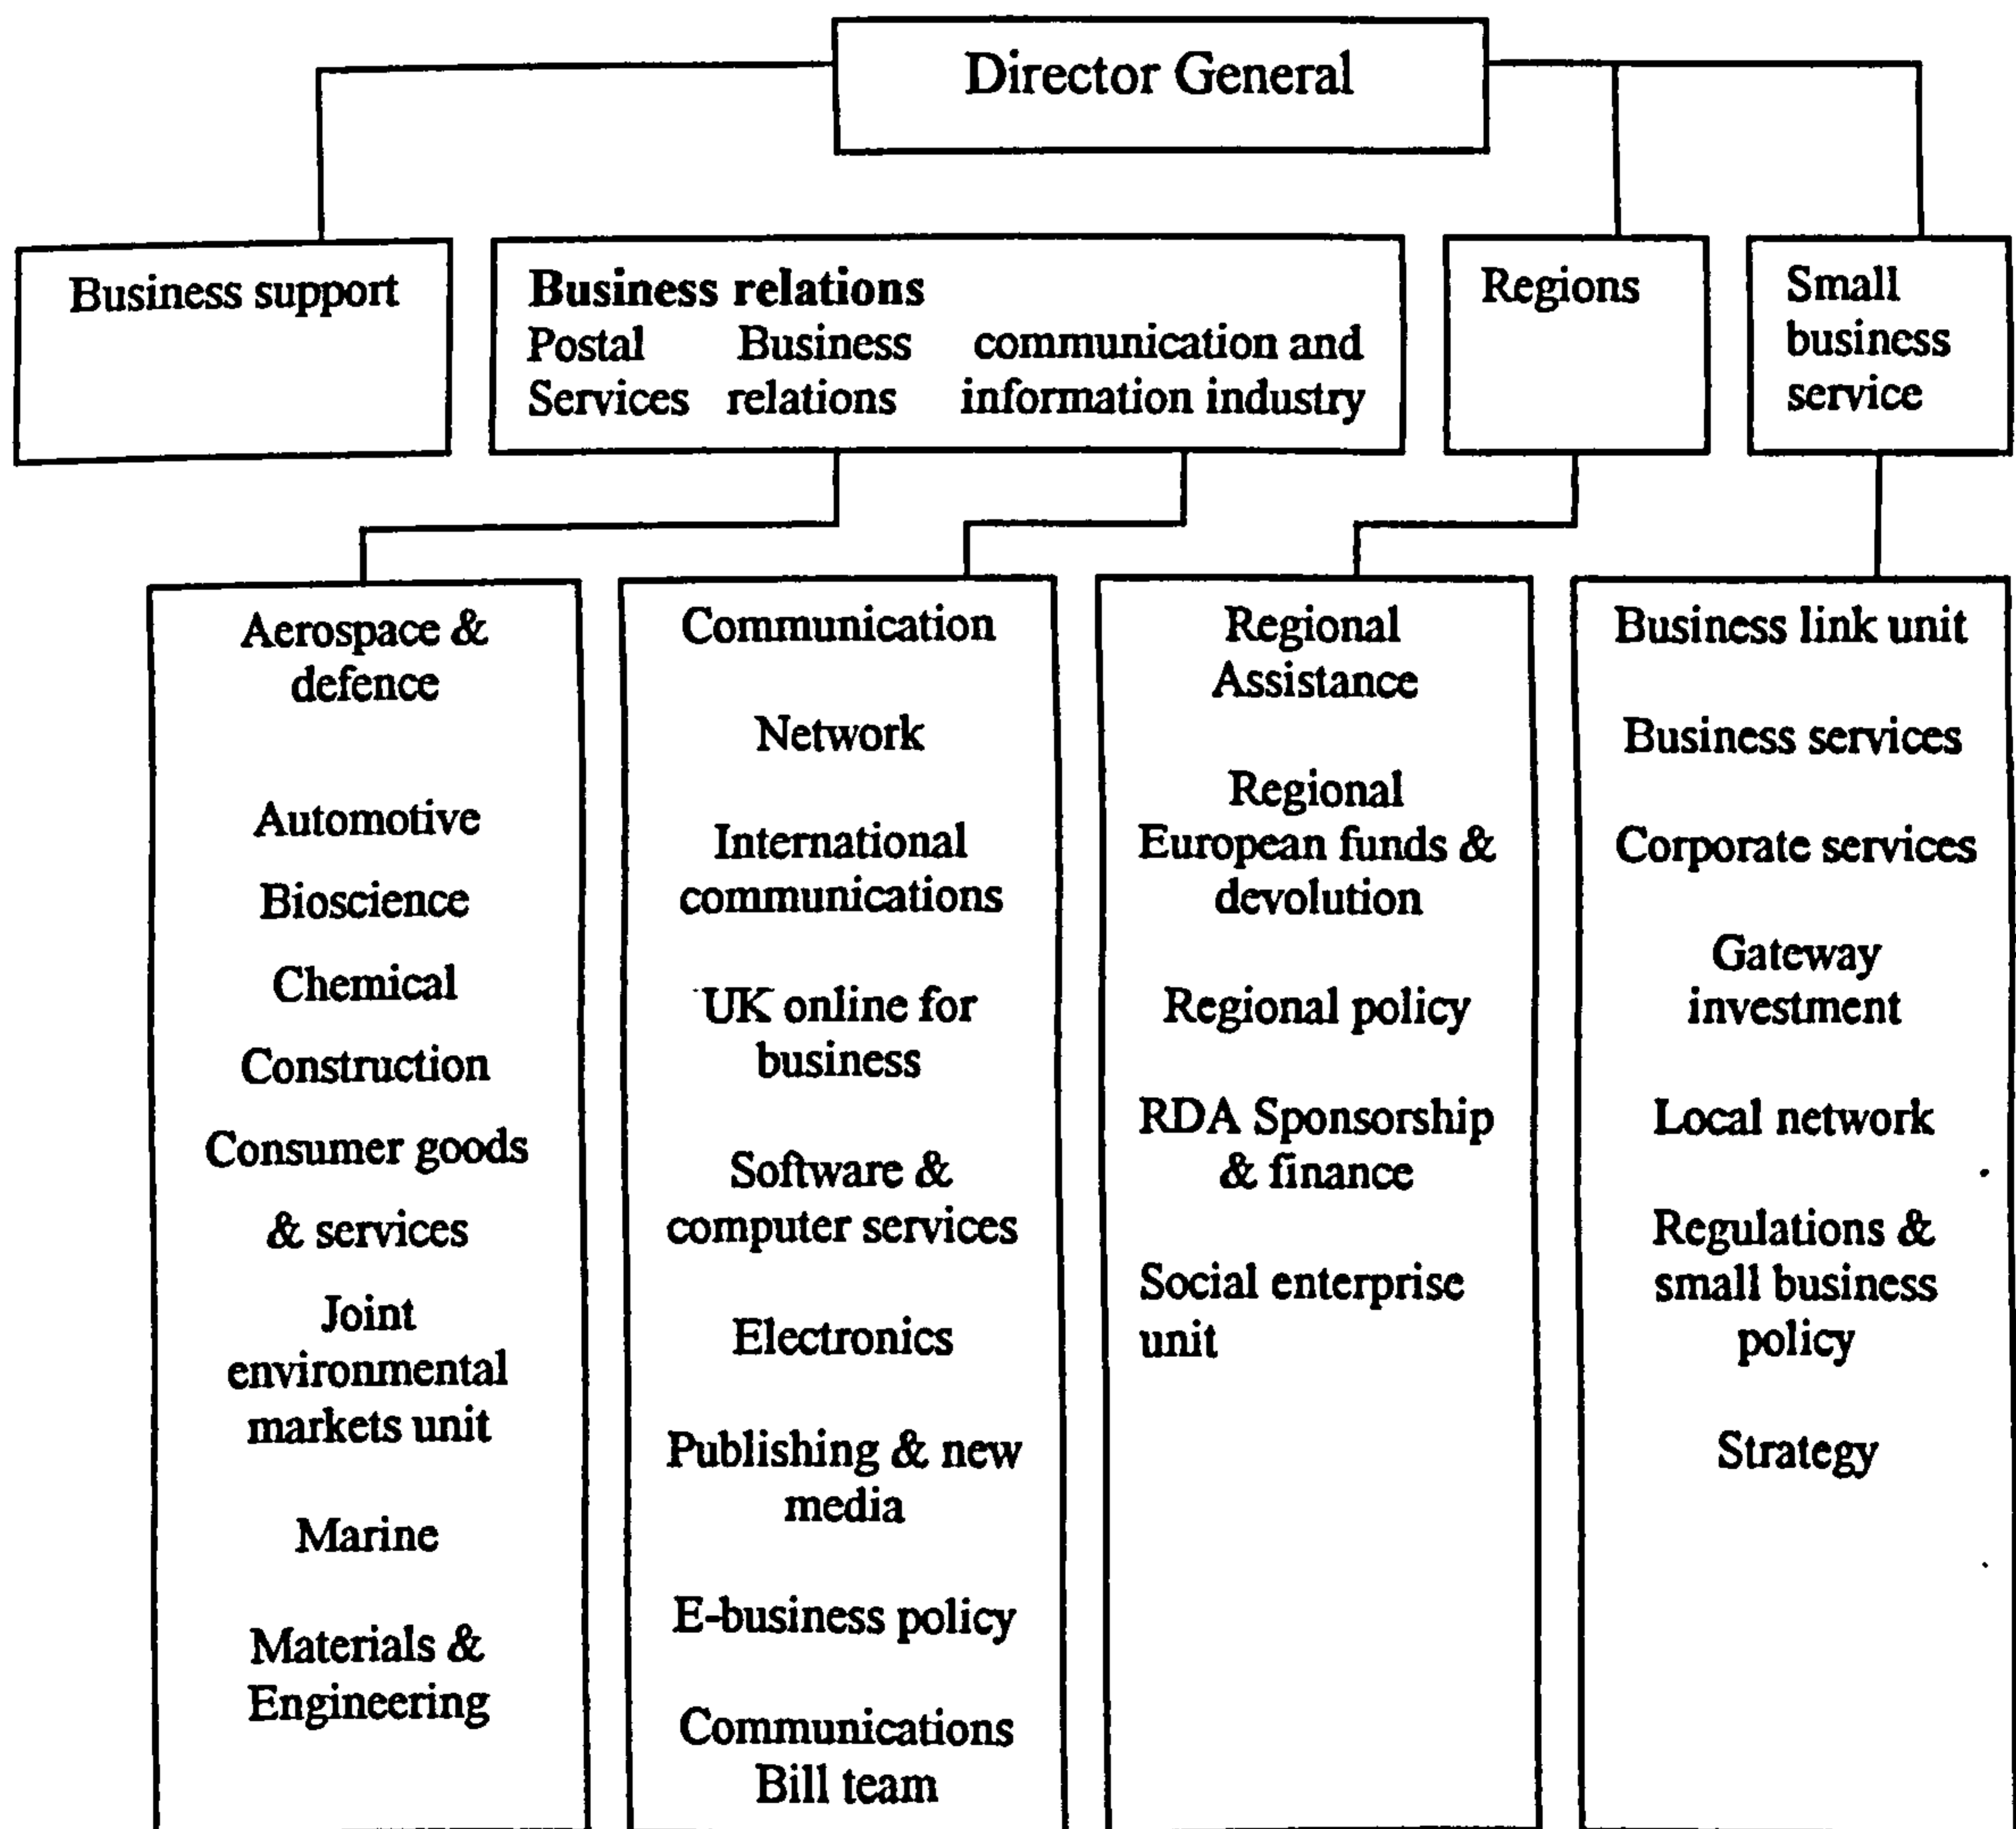 Director General
Business support
Business relations
Postal Business communication and
Services relations information industry
Regions
Small
business
service
Aerospace &
defence
Automotive
Bioscience
Chemical
Construction
Consumer goods
& services
Joint
environmental
markets unit
Marine
Materials &
Engineering
Communication
Network
International
communications
UK online for
business
Software &
computer services
Electronics
Publishing & new
media
E-business policy
Communications
Bill team
Regional
Assistance
Regional
European funds &
devolution
Regional policy
RDA Sponsorship
& finance
Social enterprise
unit
Business link unit
Business services
Corporate services
Gateway
investment
Local network
Regulations &
small business
policy
Strategy